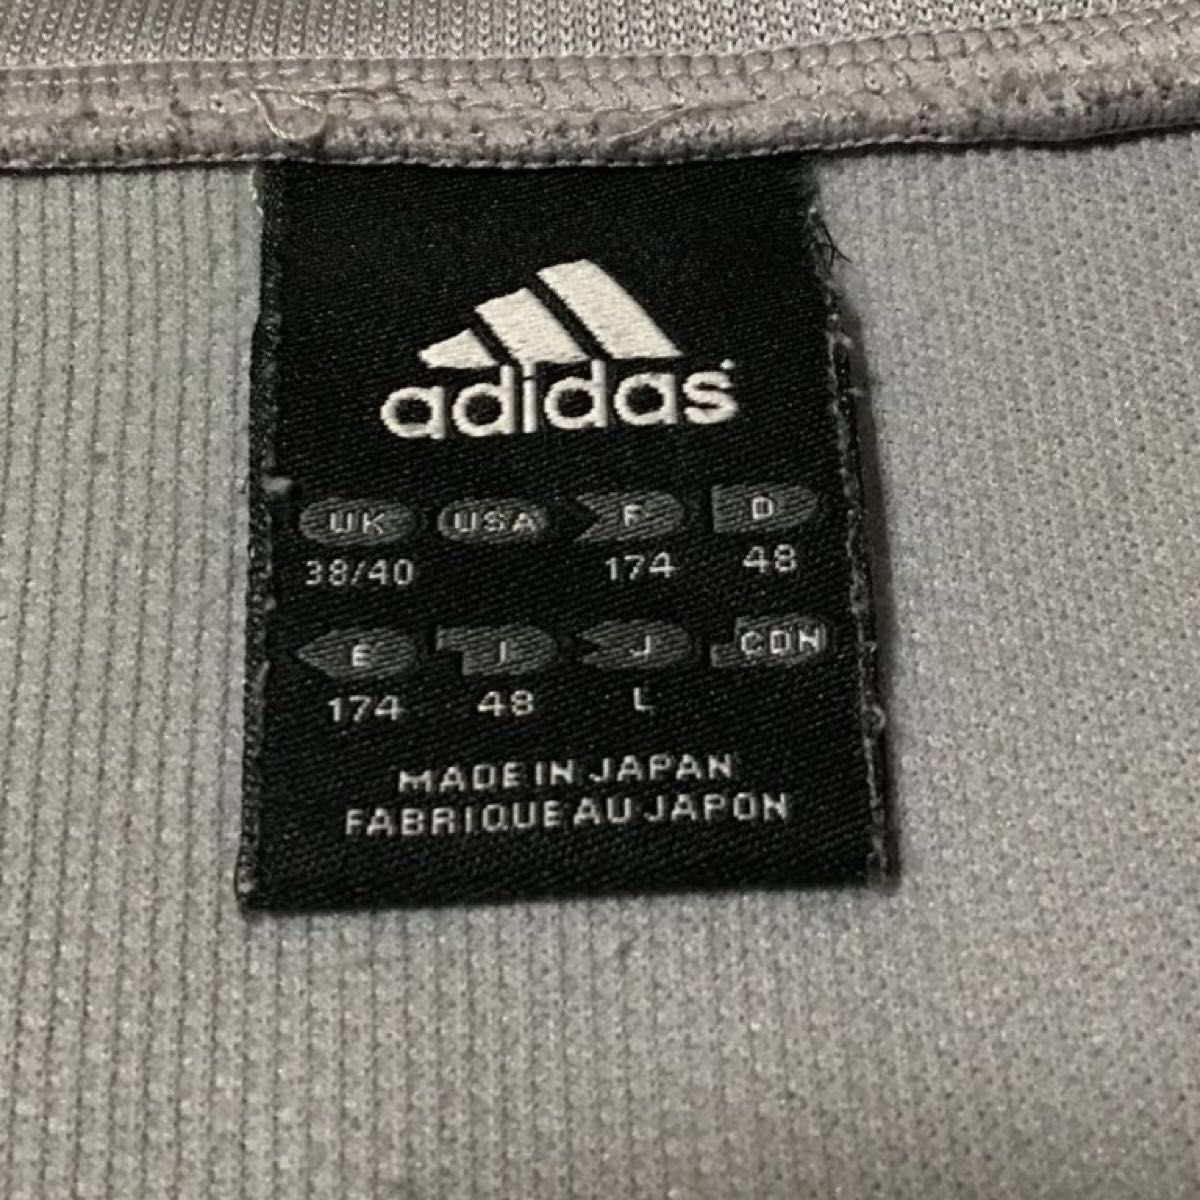 adidas
UK USA F D
38/40 174 48
E I J CDN
174 48 L
MADE IN JAPAN
FABRIQUE AU JAPON